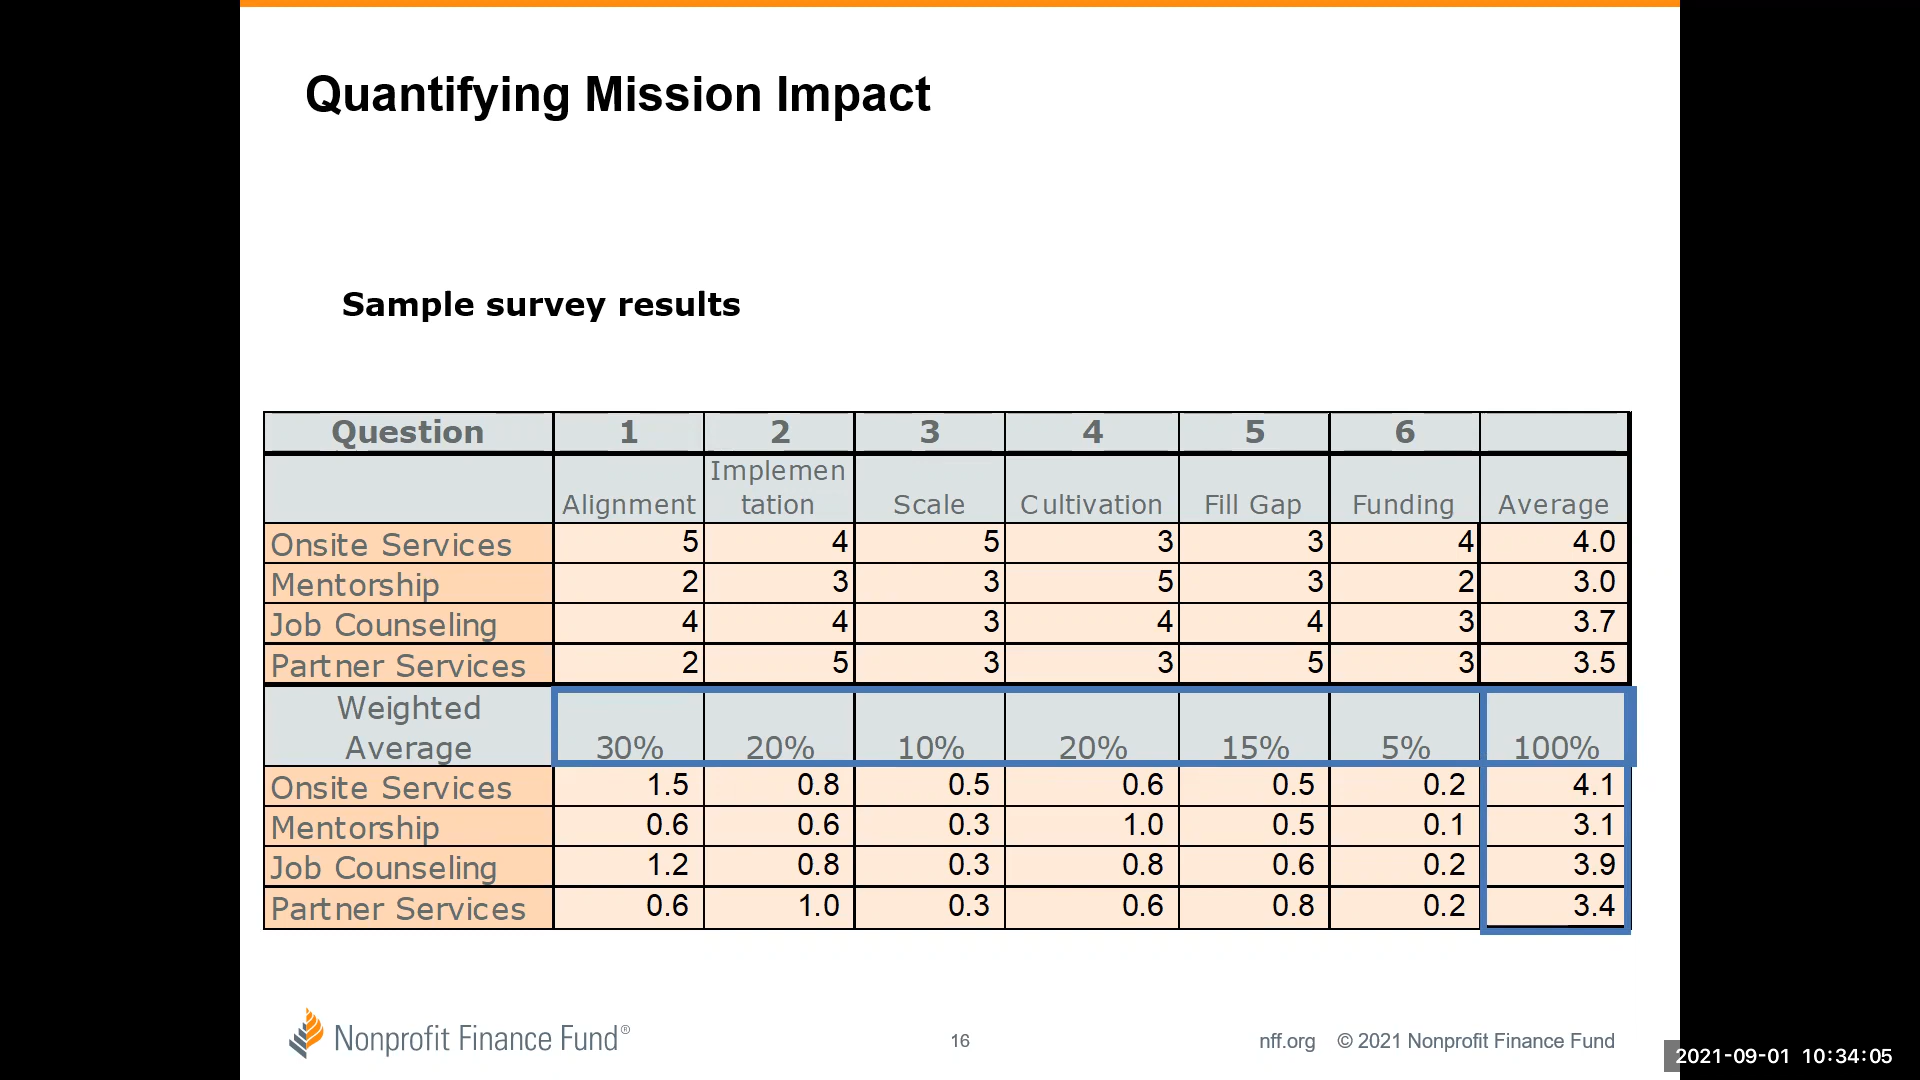 Quantifying Mission Impact
Sample survey results
Question 1 2 3 4 5 6
Alignment Implemen tation Scale Cultivation Fill Gap Funding Average
Onsite Services 5 4 5 3 3 4 4.0
Mentorship 2 3 3 5 3 2 3.0
Job Counseling 4 4 3 4 4 3 3.7
Partner Services 2 5 3 3 5 3 3.5
Weighted
Average 30% 20% 10% 20% 15% 5% 100%
Onsite Services 1.5 0.8 0.5 0.6 0.5 0.2 4.1
Mentorship 0.6 0.6 0.3 1.0 0.5 0.1 3.1
Job Counseling 1.2 0.8 0.3 0.8 0.6 0.2 3.9
Partner Services 0.6 1.0 0.3 0.6 0.8 0.2 3.4
Nonprofit Finance Fund® 16 nff.org © 2021 Nonprofit Finance Fund
2021-09-01 10:34:05